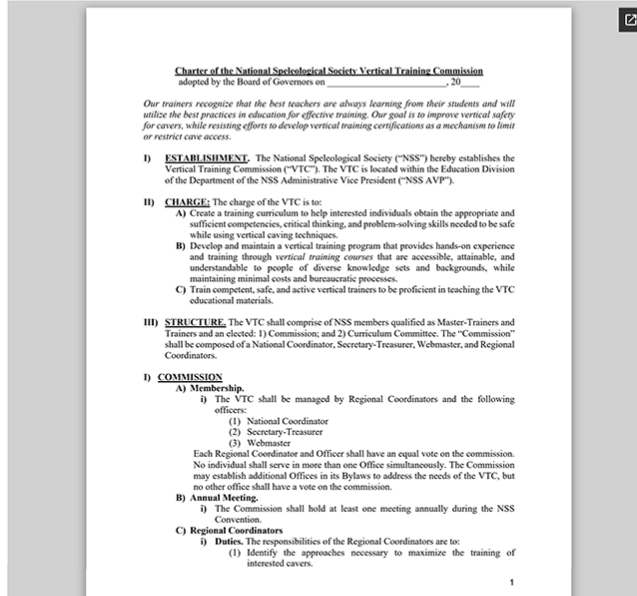 Charter of the National Speleological Society Vertical Training Commission
adopted by the Board of Governors on ____________________________, 20____
Our trainers recognize that the best teachers are always learning from their students and will
utilize the best practices in education for effective training. Our goal is to improve vertical safety
for cavers, while resisting efforts to develop vertical training certifications as a mechanism to limit
or restrict cave access.
I) ESTABLISHMENT. The National Speleological Society (“NSS”) hereby establishes the
Vertical Training Commission (“VTC”). The VTC is located within the Education Division
of the Department of the NSS Administrative Vice President (“NSS AVP”).
II) CHARGE: The charge of the VTC is to:
A) Create a training curriculum to help interested individuals obtain the appropriate and
sufficient competencies, critical thinking, and problem-solving skills needed to be safe
while using vertical caving techniques.
B) Develop and maintain a vertical training program that provides hands-on experience
and training through vertical training courses that are accessible, attainable, and
understandable to people of diverse knowledge sets and backgrounds, while
maintaining minimal costs and bureaucratic processes.
C) Train competent, safe, and active vertical trainers to be proficient in teaching the VTC
educational materials.
III) STRUCTURE. The VTC shall comprise of NSS members qualified as Master-Trainers and
Trainers and an elected: 1) Commission; and 2) Curriculum Committee. The “Commission”
shall be composed of a National Coordinator, Secretary-Treasurer, Webmaster, and Regional
Coordinators.
I) COMMISSION
A) Membership.
i) The VTC shall be managed by Regional Coordinators and the following
officers:
(1) National Coordinator
(2) Secretary-Treasurer
(3) Webmaster
Each Regional Coordinator and Officer shall have an equal vote on the commission.
No individual shall serve in more than one Office simultaneously. The Commission
may establish additional Offices in its Bylaws to address the needs of the VTC, but
no other office shall have a vote on the commission.
B) Annual Meeting.
i) The Commission shall hold at least one meeting annually during the NSS
Convention.
C) Regional Coordinators
i) Duties. The responsibilities of the Regional Coordinators are to:
(1) Identify the approaches necessary to maximize the training of
interested cavers.
1